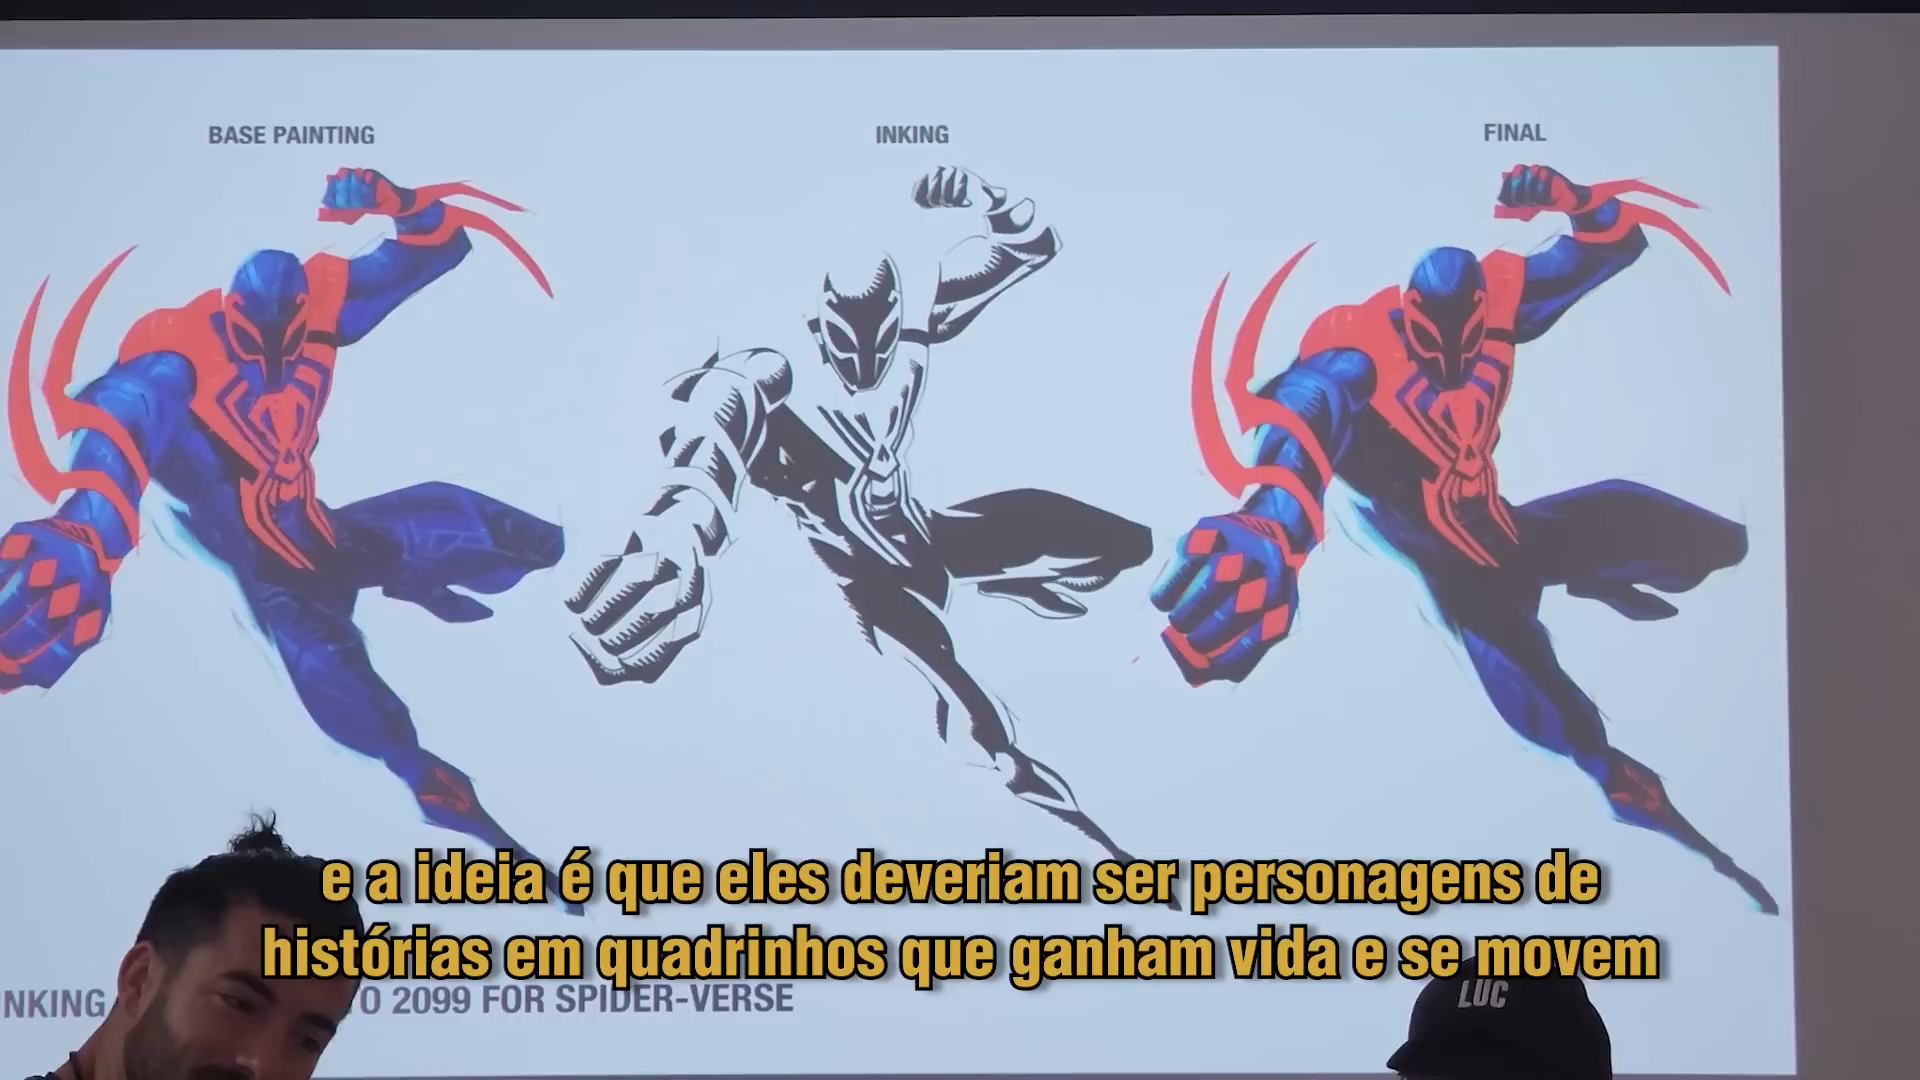 BASE PAINTING
INKING
FINAL
e a ideia é que eles deveriam ser personagens de
histórias em quadrinhos que ganham vida e se movem
2099 FOR SPIDER-VERSE
LUC